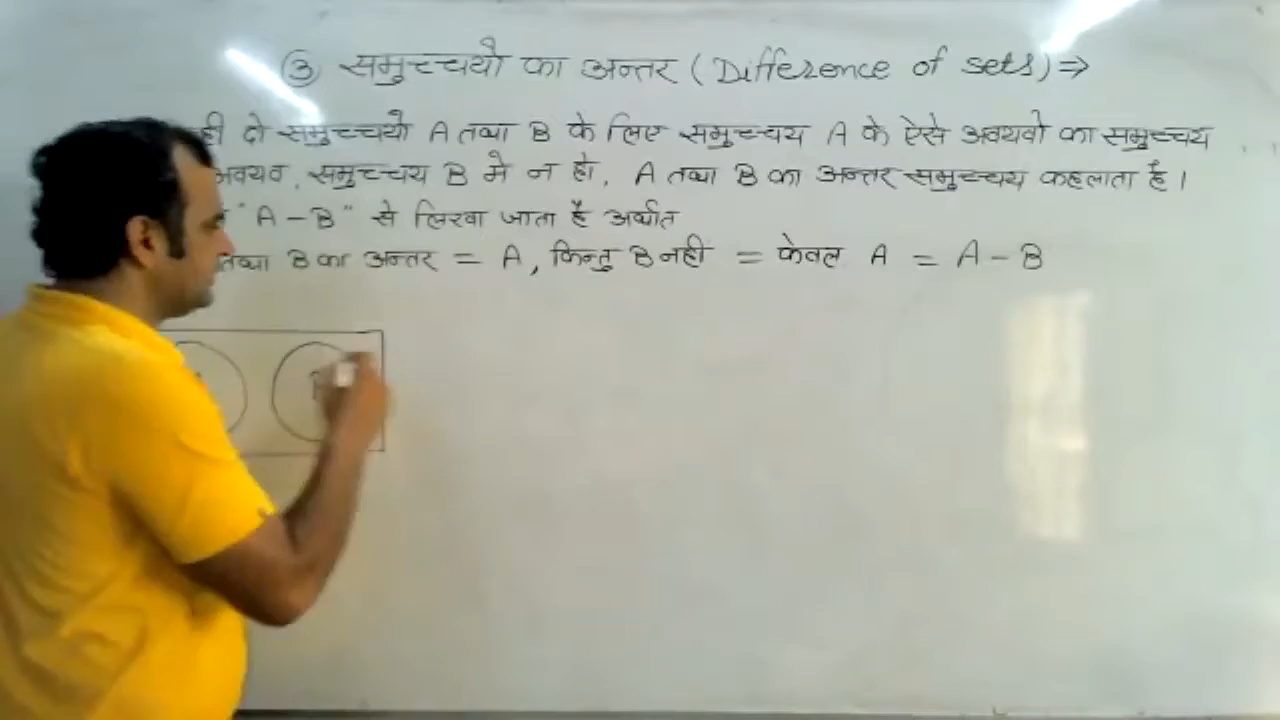 ③ समुच्चयो का अन्तर (Difference of sets) ⇒
ही दो समुच्चयो A तथा B के लिए समुच्चय A के ऐसे अवयवो का समुच्चय
अवयव, समुच्चय B मे न हो, A तथा B का अन्तर समुच्चय कहलाता है।
"A - B" से लिखा जाता है अर्थात
तथा B का अन्तर = A, किन्तु B नही = केवल A = A - B